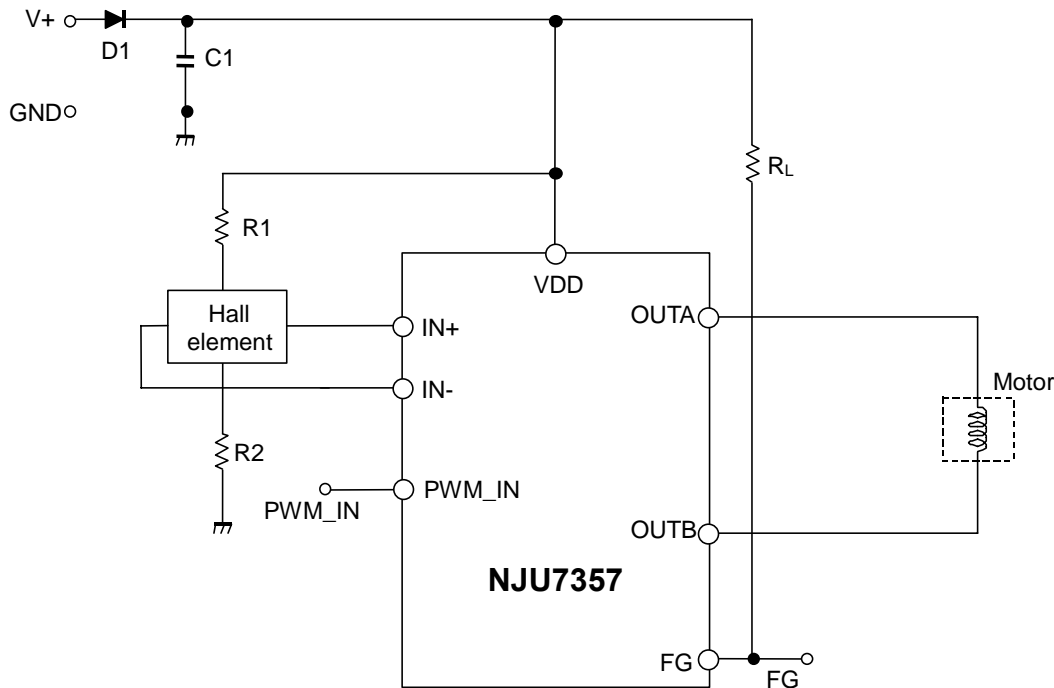 V+
D1
C1
GND
RL
R1
VDD
Hall
element
IN+
OUTA
IN-
Motor
R2
PWM_IN
PWM_IN
OUTB
NJU7357
FG
FG